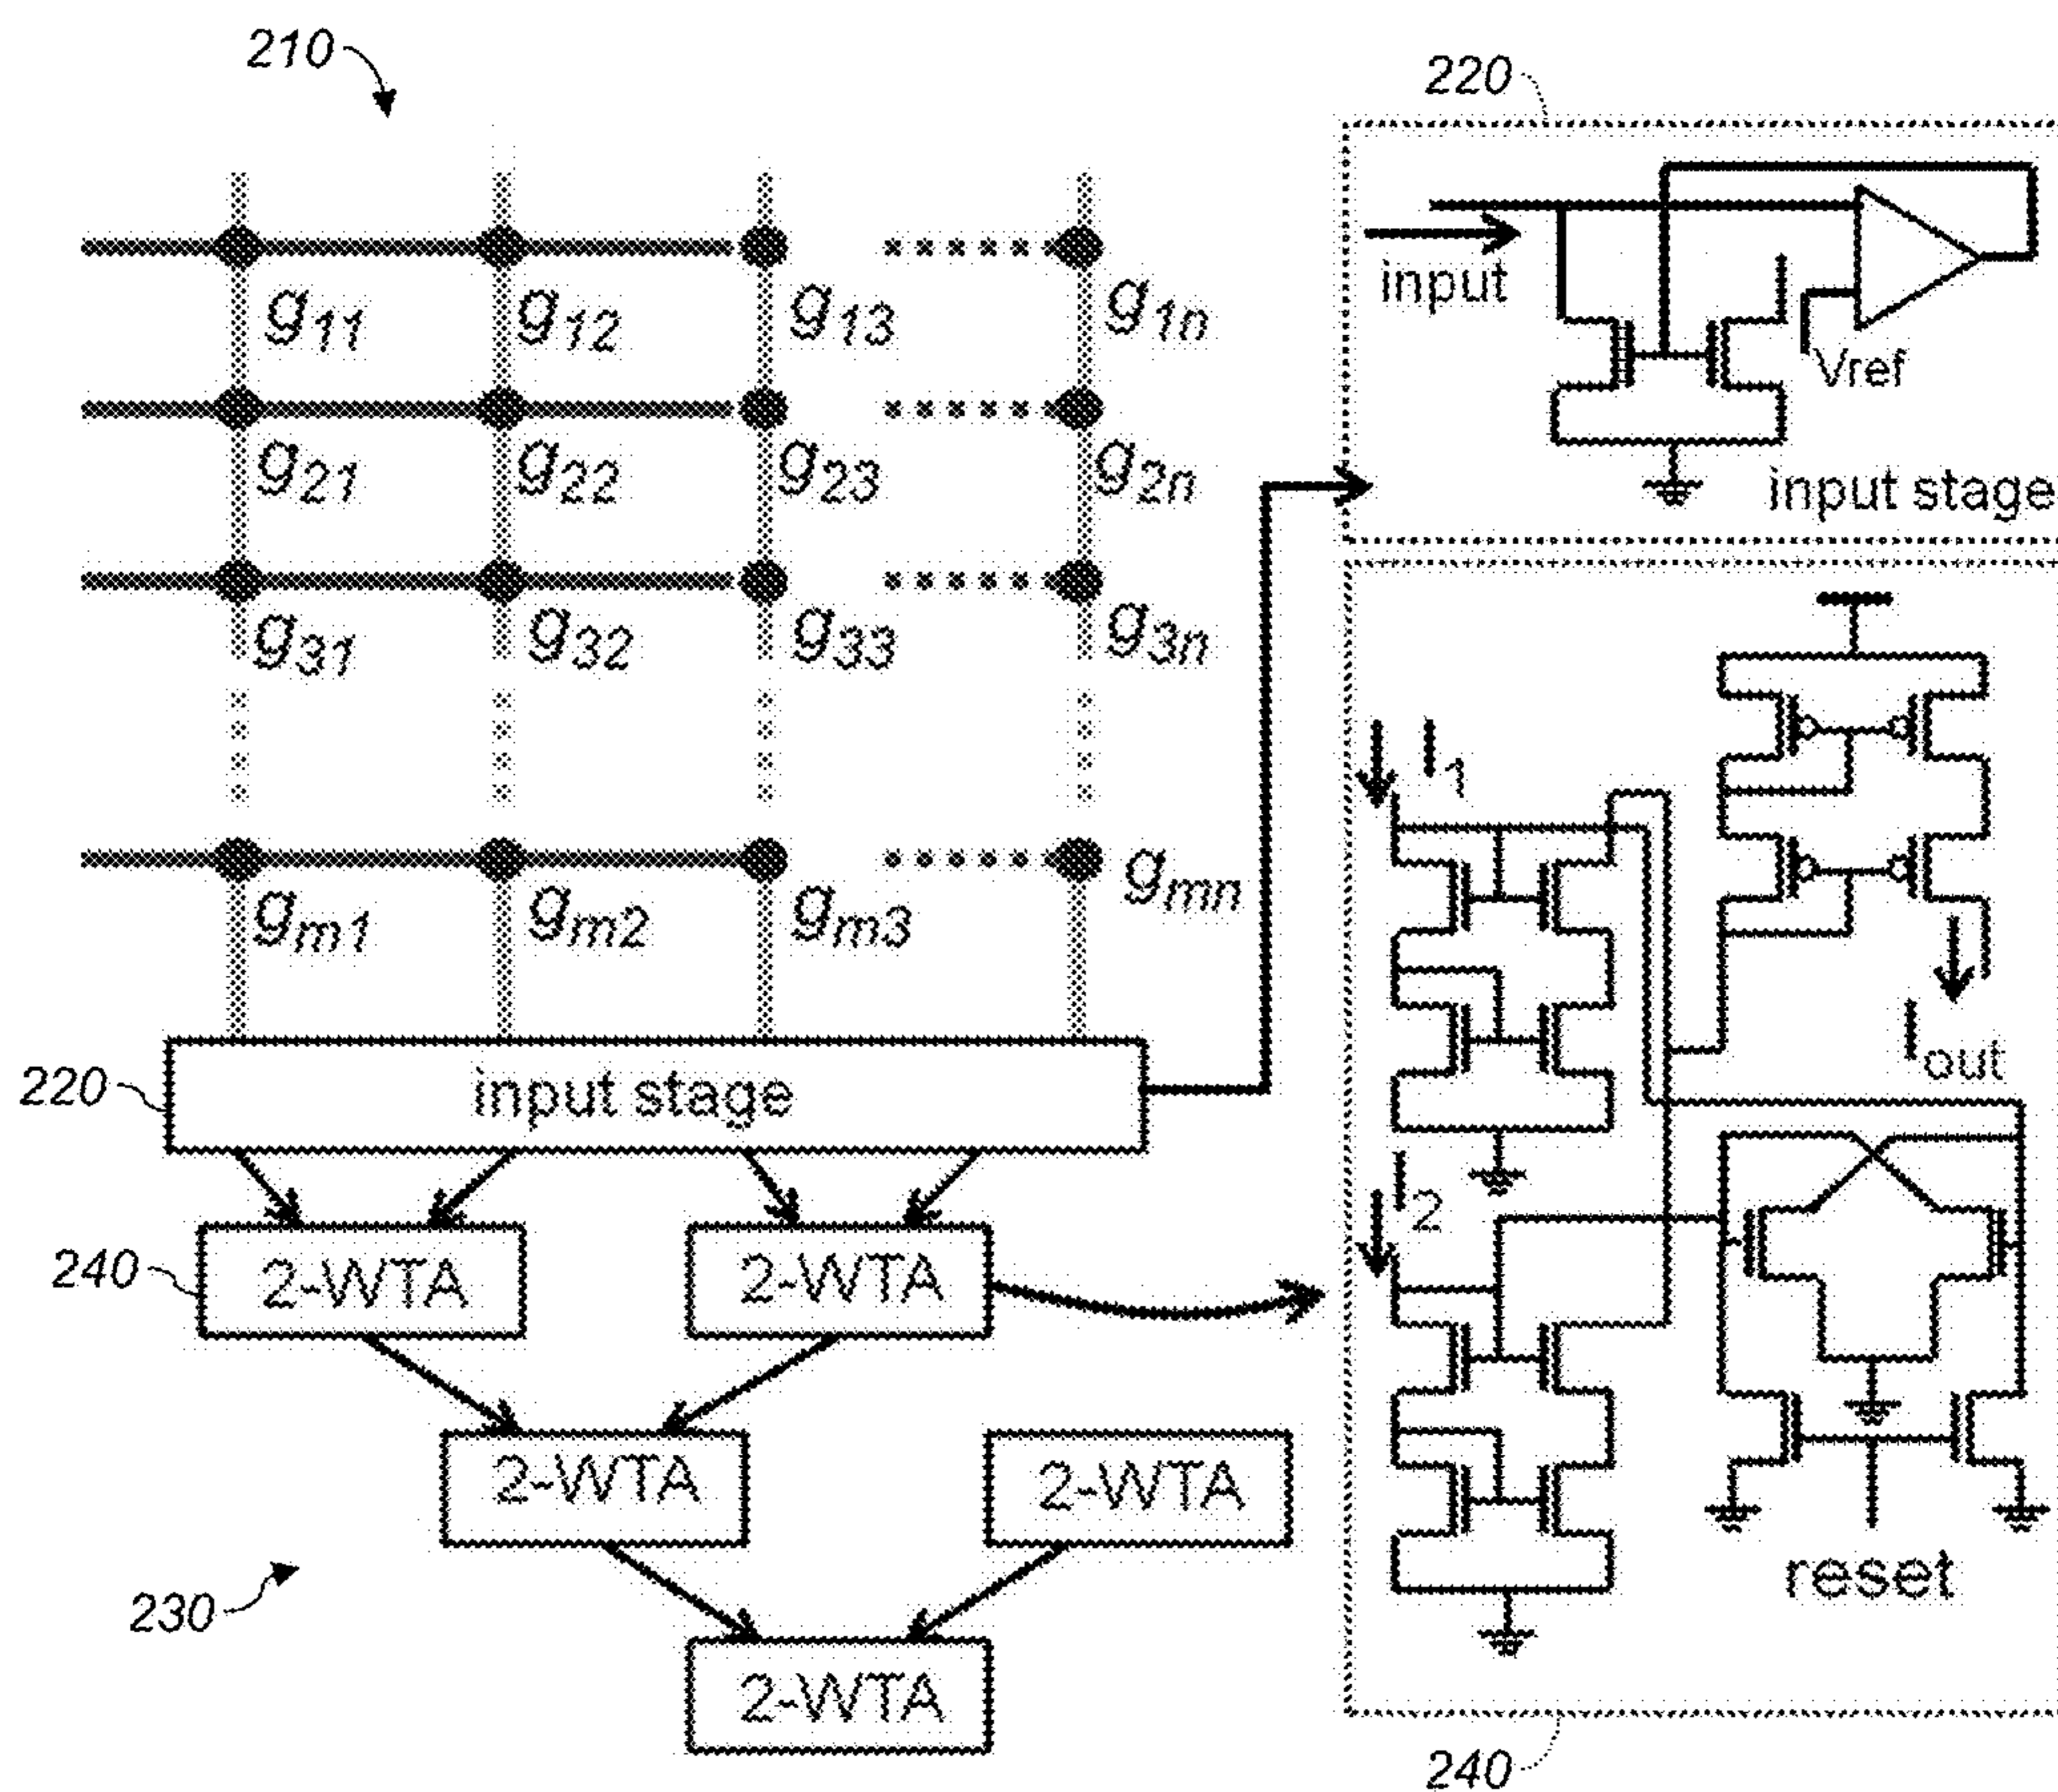 210
220
g11 g12 g13 g1n
input
Vref
g21 g22 g23 g2n
input stage
g31 g32 g33 g3n
I1
gm1 gm2 gm3 gmn
Iout
220
input stage
I2
240
2-WTA 2-WTA
2-WTA 2-WTA
reset
230
2-WTA
240